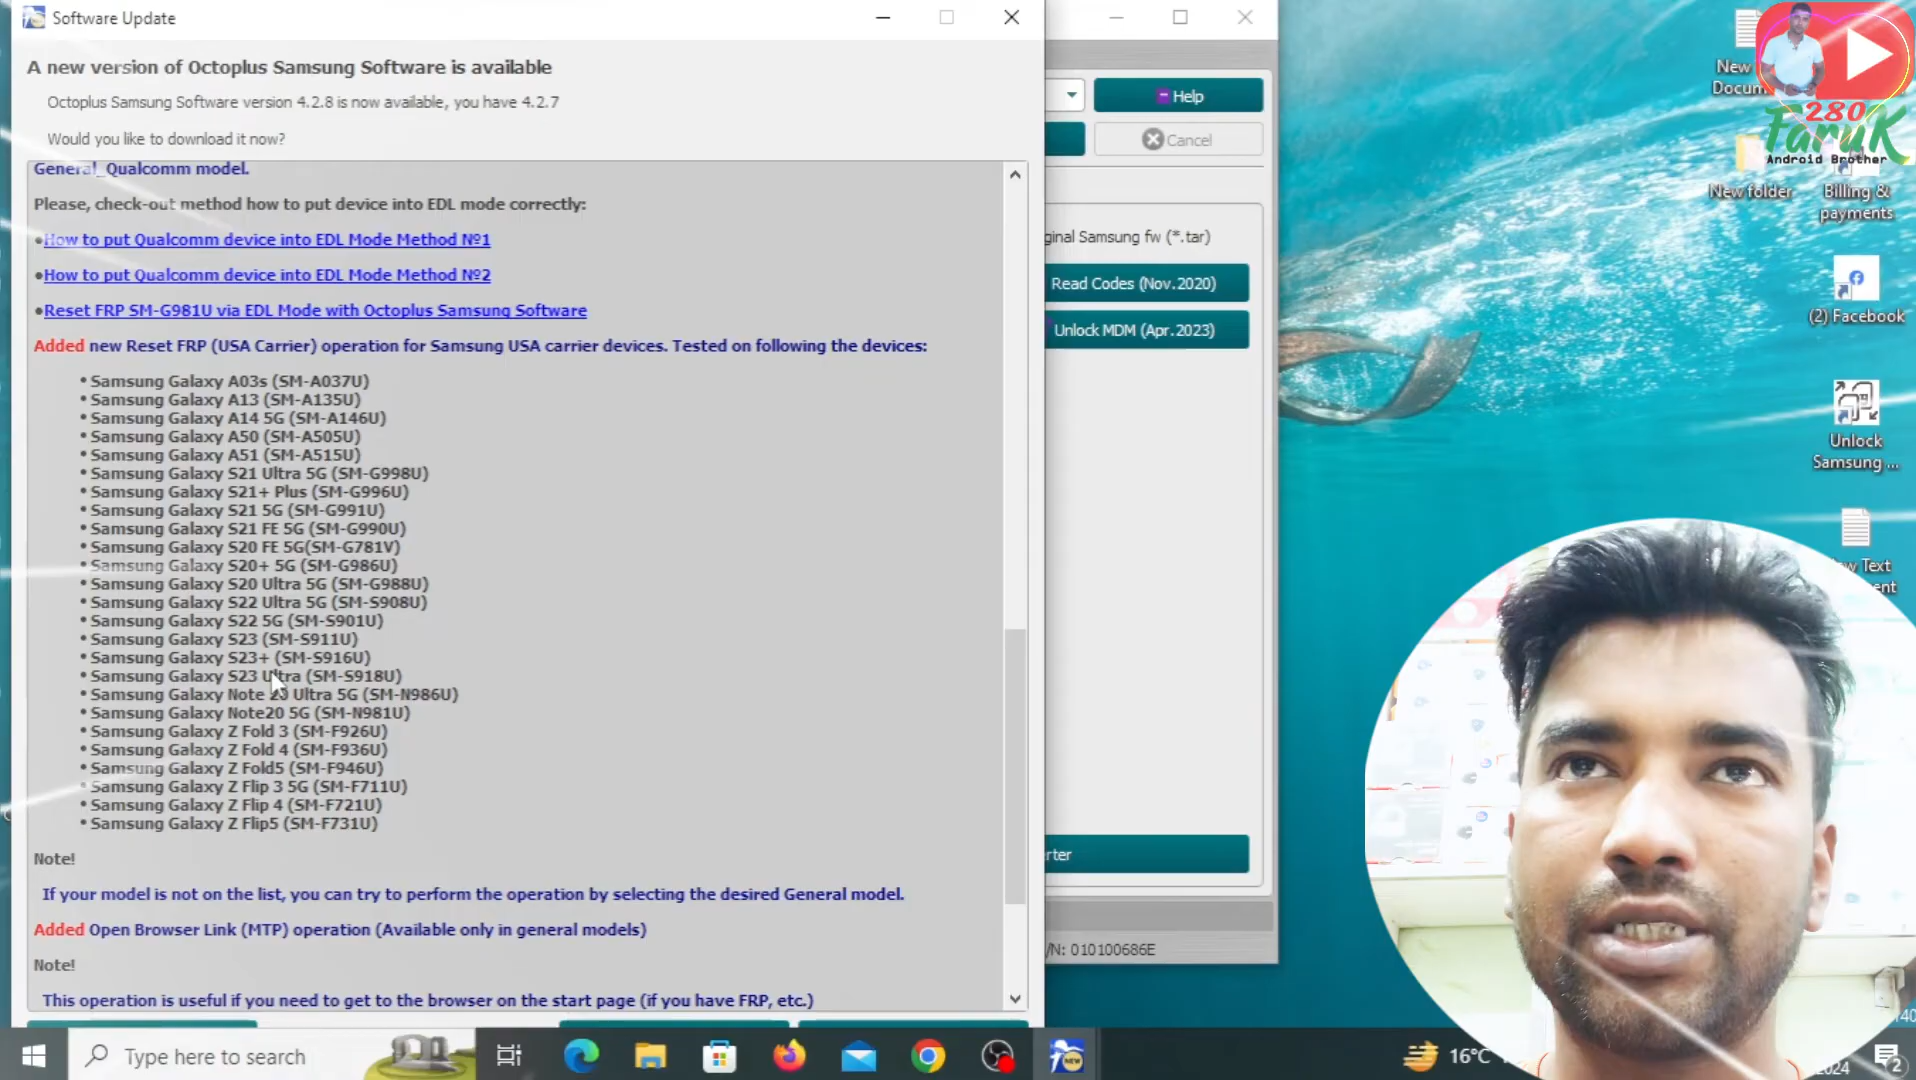 Software Update
A new version of Octoplus Samsung Software is available
Octoplus Samsung Software version 4.2.8 is now available, you have 4.2.7
Would you like to download it now?
General_Qualcomm model.
Please, check-out method how to put device into EDL mode correctly:
•How to put Qualcomm device into EDL Mode Method №1
•How to put Qualcomm device into EDL Mode Method №2
•Reset FRP SM-G981U via EDL Mode with Octoplus Samsung Software
Added new Reset FRP (USA Carrier) operation for Samsung USA carrier devices. Tested on following the devices:
• Samsung Galaxy A03s (SM-A037U)
• Samsung Galaxy A13 (SM-A135U)
• Samsung Galaxy A14 5G (SM-A146U)
• Samsung Galaxy A50 (SM-A505U)
• Samsung Galaxy A51 (SM-A515U)
• Samsung Galaxy S21 Ultra 5G (SM-G998U)
• Samsung Galaxy S21+ Plus (SM-G996U)
• Samsung Galaxy S21 5G (SM-G991U)
• Samsung Galaxy S21 FE 5G (SM-G990U)
• Samsung Galaxy S20 FE 5G(SM-G781V)
• Samsung Galaxy S20+ 5G (SM-G986U)
• Samsung Galaxy S20 Ultra 5G (SM-G988U)
• Samsung Galaxy S22 Ultra 5G (SM-S908U)
• Samsung Galaxy S22 5G (SM-S901U)
• Samsung Galaxy S23 (SM-S911U)
• Samsung Galaxy S23+ (SM-S916U)
• Samsung Galaxy S23 Ultra (SM-S918U)
• Samsung Galaxy Note 20 Ultra 5G (SM-N986U)
• Samsung Galaxy Note20 5G (SM-N981U)
• Samsung Galaxy Z Fold 3 (SM-F926U)
• Samsung Galaxy Z Fold 4 (SM-F936U)
• Samsung Galaxy Z Fold5 (SM-F946U)
• Samsung Galaxy Z Flip 3 5G (SM-F711U)
• Samsung Galaxy Z Flip 4 (SM-F721U)
• Samsung Galaxy Z Flip5 (SM-F731U)
Note!
If your model is not on the list, you can try to perform the operation by selecting the desired General model.
Added Open Browser Link (MTP) operation (Available only in general models)
Note!
This operation is useful if you need to get to the browser on the start page (if you have FRP, etc.)
Help
Cancel
ginal Samsung fw (*.tar)
Read Codes (Nov.2020)
Unlock MDM (Apr.2023)
rter
/N: 010100686E
New
Docum
280
Faruk
Android Brother
New folder
Billing &
payments
(2) Facebook
Unlock
Samsung ...
w Text
ent
Type here to search
NEW
16°C
2024
2